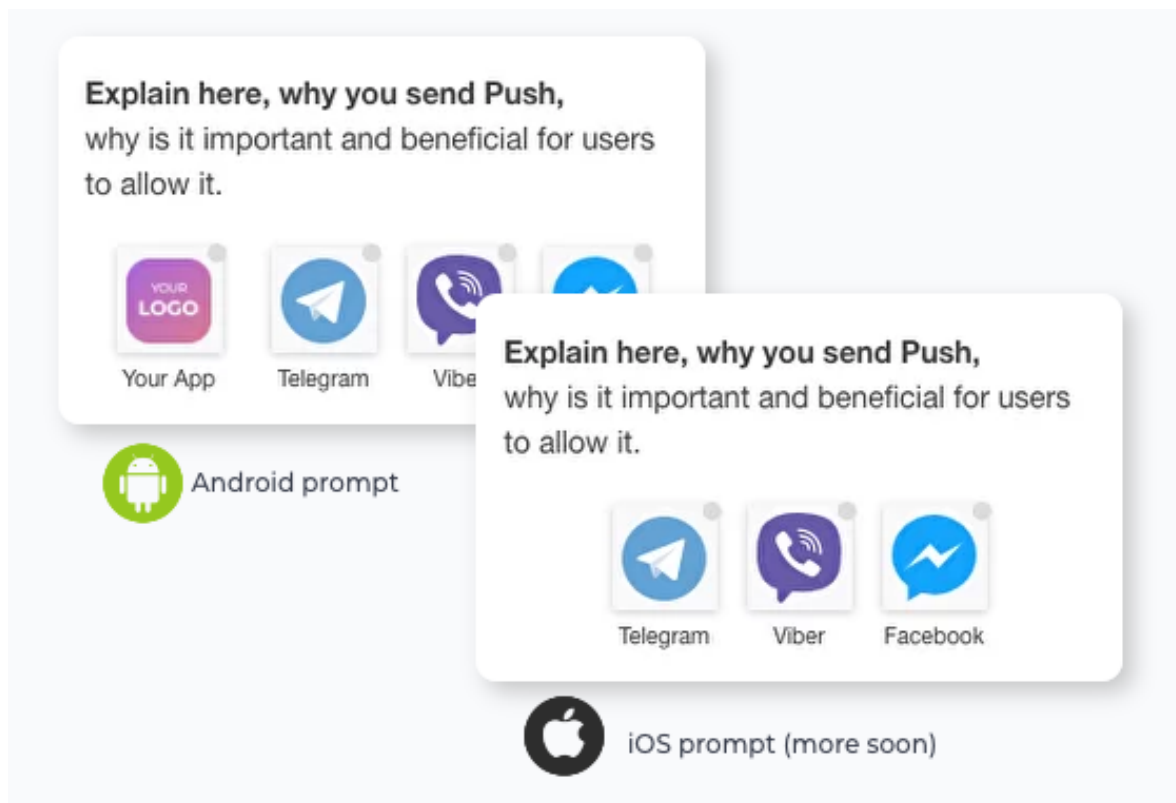 Explain here, why you send Push,
why is it important and beneficial for users
to allow it.
YOUR
LOGO
Your App
Telegram
Vibe
Android prompt
Explain here, why you send Push,
why is it important and beneficial for users
to allow it.
Telegram
Viber
Facebook
iOS prompt (more soon)